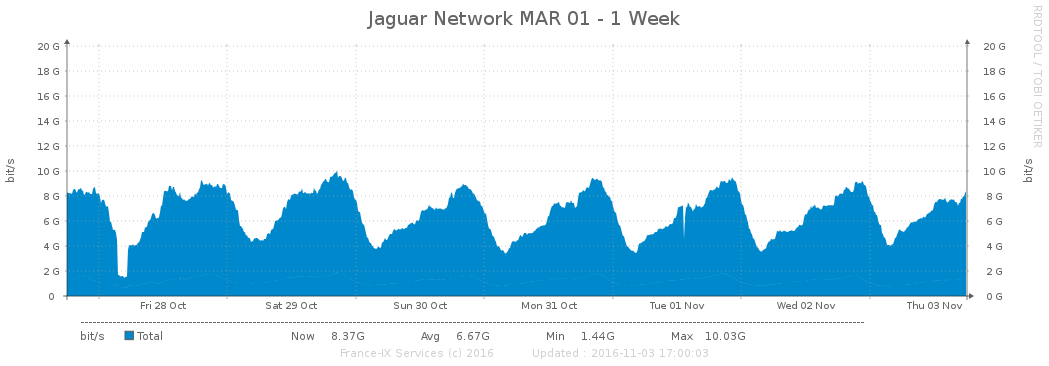 Jaguar Network MAR 01 - 1 Week
RRDTOOL / TOBI OETIKER
bit/s
bit/s
20 G 20 G
18 G 18 G
16 G 16 G
14 G 14 G
12 G 12 G
10 G 10 G
8 G 8 G
6 G 6 G
4 G 4 G
2 G 2 G
0 0 G
Fri 28 Oct Sat 29 Oct Sun 30 Oct Mon 31 Oct Tue 01 Nov Wed 02 Nov Thu 03 Nov
bit/s Total Now 8.37G Avg 6.67G Min 1.44G Max 10.03G
France-IX Services (c) 2016 Updated : 2016-11-03 17:00:03